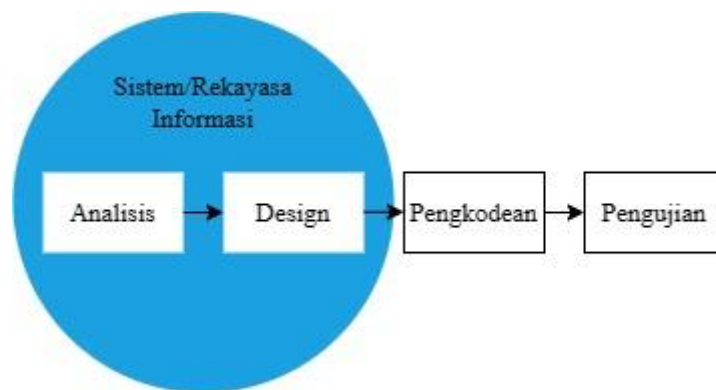 Sistem/Rekayasa
Informasi
Analisis
Design
Pengkodean
Pengujian